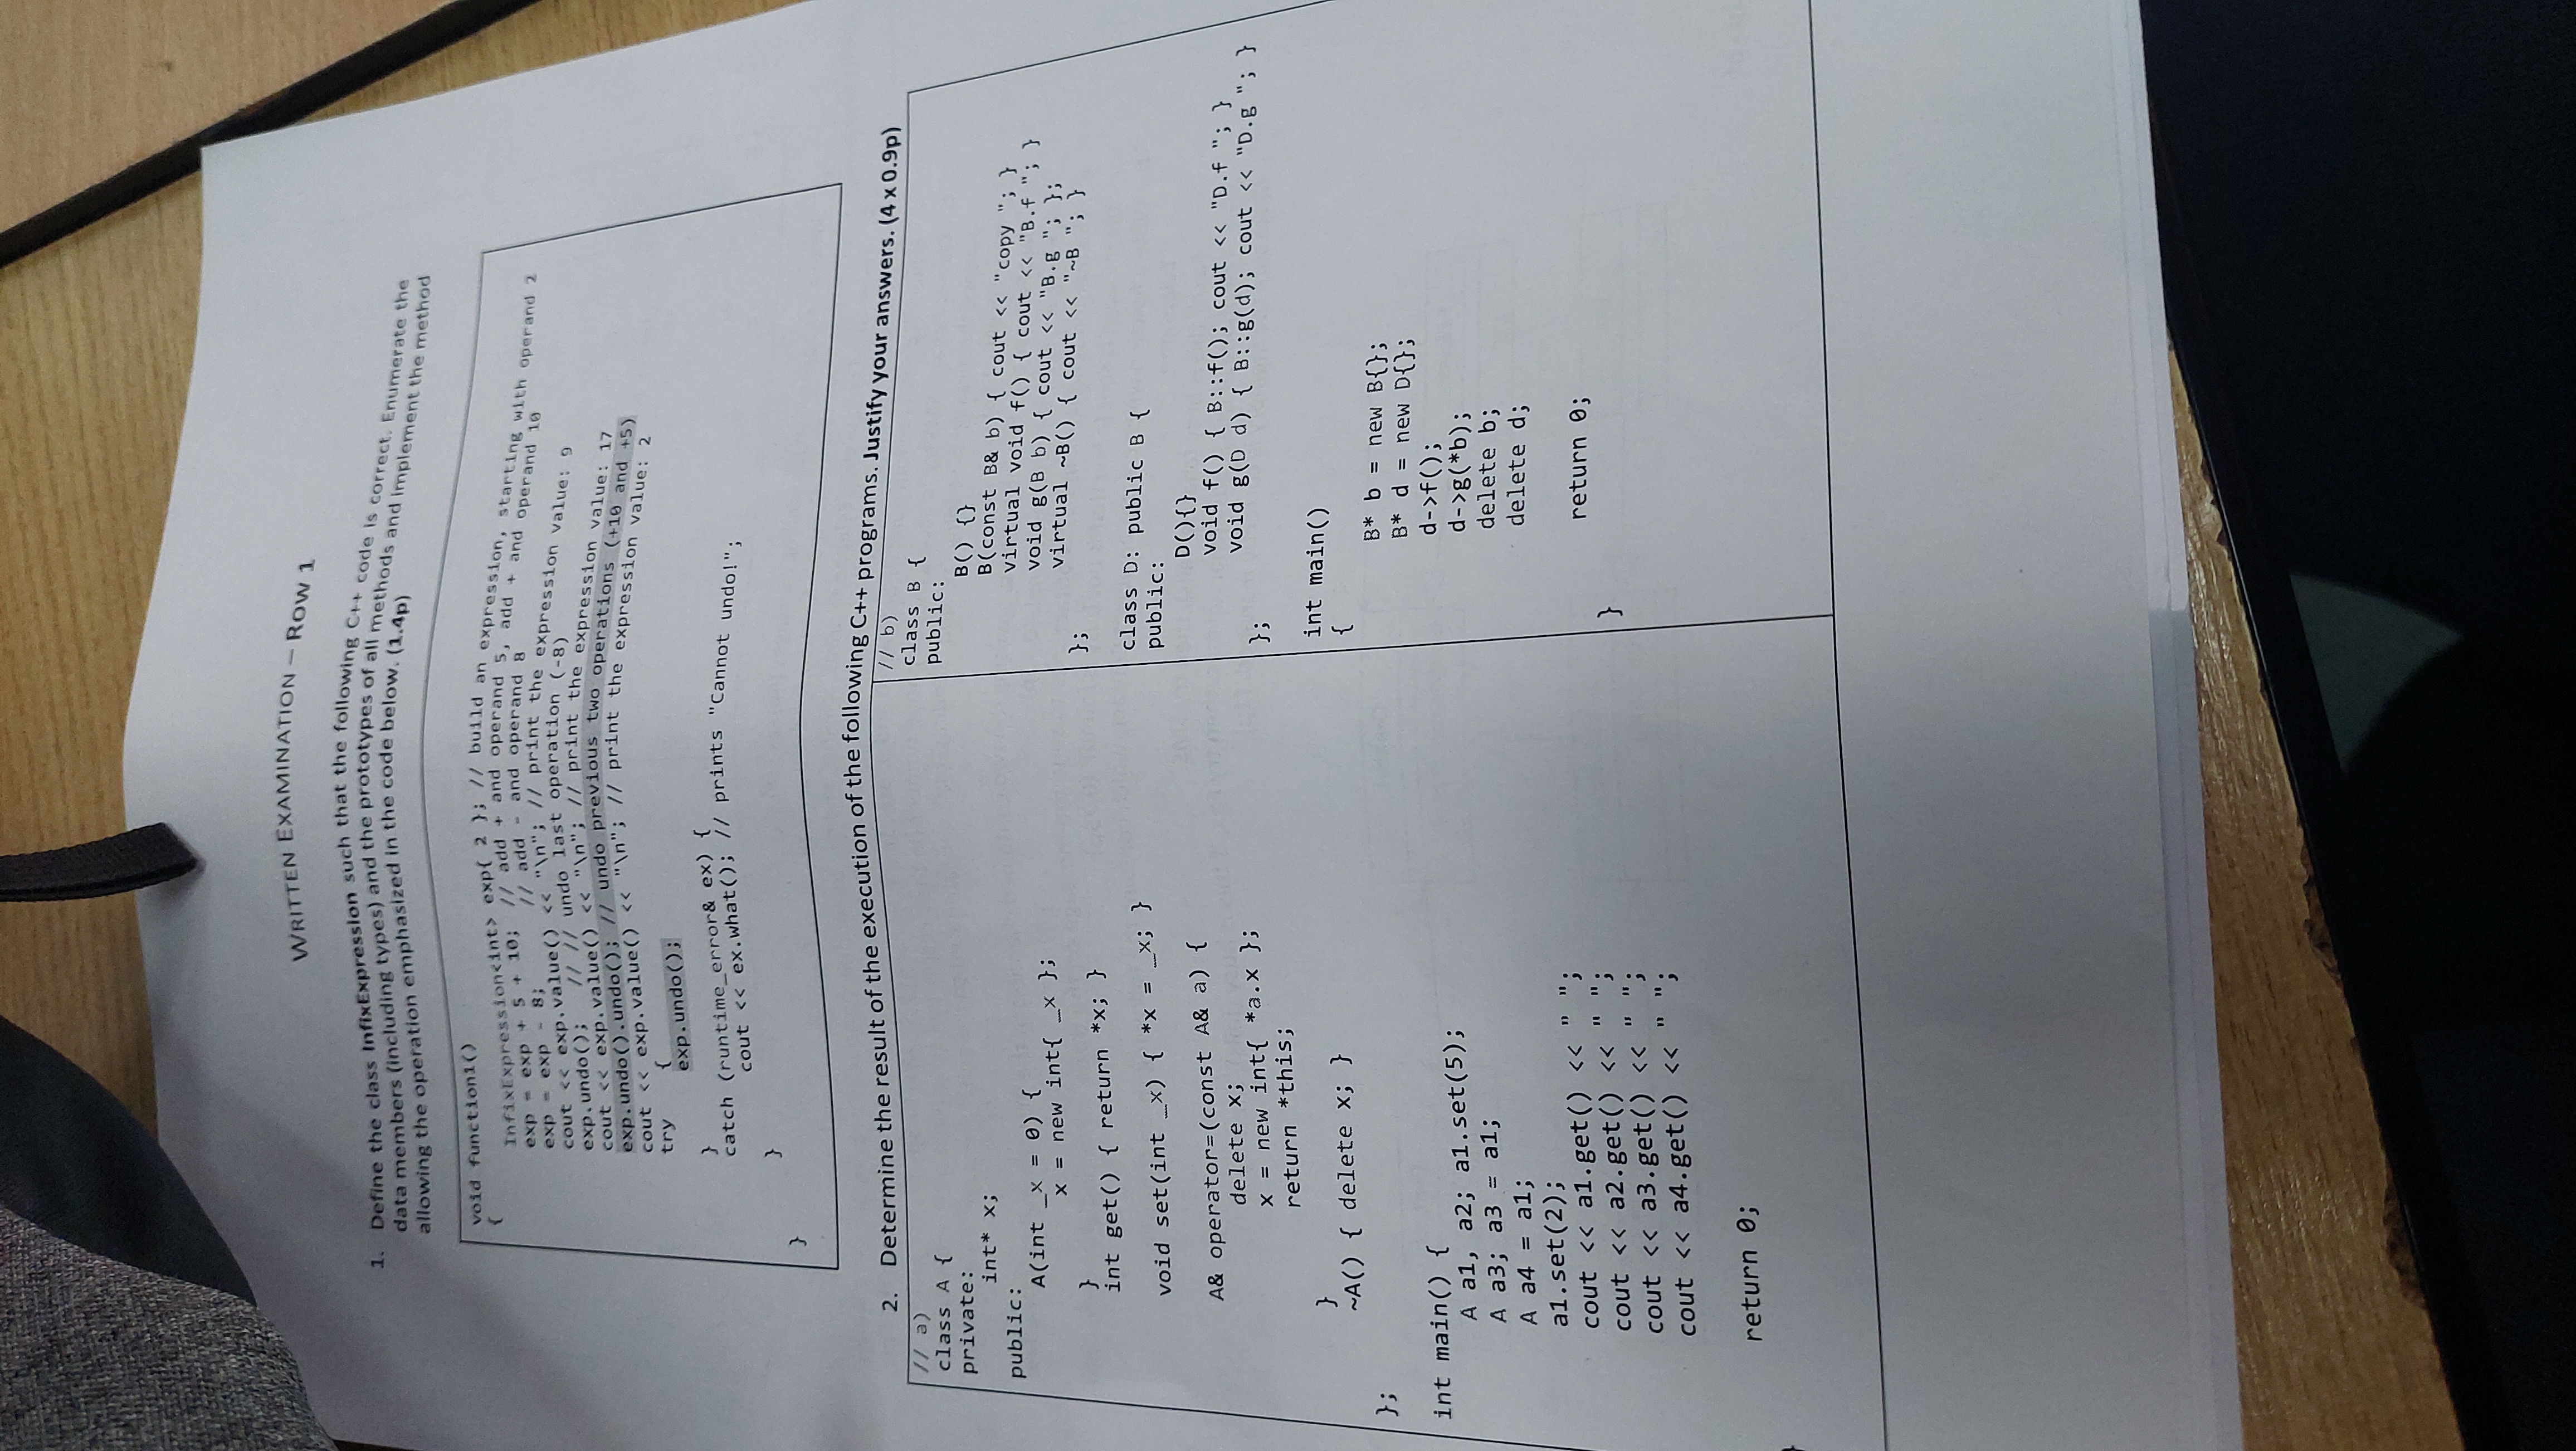 WRITTEN EXAMINATION – ROW 1
1. Define the class InfixExpression such that the following C++ code is correct. Enumerate the
data members (including types) and the prototypes of all methods and implement the method
allowing the operation emphasized in the code below. (1.4p)
void function1()
{
InfixExpression<int> exp{ 2 }; // build an expression, starting with operand 2
exp = exp + 5 + 10; // add + and operand 5, add + and operand 10
exp = exp - 8; // add - and operand 8
cout << exp.value() << "\n"; // print the expression value: 9
exp.undo(); // // undo last operation (-8)
cout << exp.value() << "\n"; // print the expression value: 17
exp.undo().undo(); // undo previous two operations (+10 and +5)
cout << exp.value() << "\n"; // print the expression value: 2
try {
exp.undo();
}
catch (runtime_error& ex) {
cout << ex.what(); // prints "Cannot undo!";
}
}
2. Determine the result of the execution of the following C++ programs. Justify your answers. (4 x 0.9p)
// a)
class A {
private:
int* x;
public:
A(int _x = 0) {
x = new int{ _x };
}
int get() { return *x; }
void set(int _x) { *x = _x; }
A& operator=(const A& a) {
delete x;
x = new int{ *a.x };
return *this;
}
~A() { delete x; }
};
int main() {
A a1, a2; a1.set(5);
A a3; a3 = a1;
A a4 = a1;
a1.set(2);
cout << a1.get() << " ";
cout << a2.get() << " ";
cout << a3.get() << " ";
cout << a4.get() << " ";
return 0;
}
// b)
class B {
public:
B() {}
B(const B& b) { cout << "copy "; }
virtual void f() { cout << "B.f "; }
void g(B b) { cout << "B.g "; };
virtual ~B() { cout << "~B "; }
};
class D: public B {
public:
D(){}
void f() { B::f(); cout << "D.f "; }
void g(D d) { B::g(d); cout << "D.g "; }
};
int main()
{
B* b = new B{};
B* d = new D{};
d->f();
d->g(*b);
delete b;
delete d;
return 0;
}